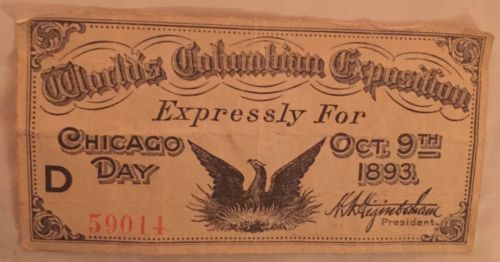 World's Columbian Exposition
Expressly For
CHICAGO DAY
OCT. 9TH 1893.
D
59014
H. N. Higinbotham
President.